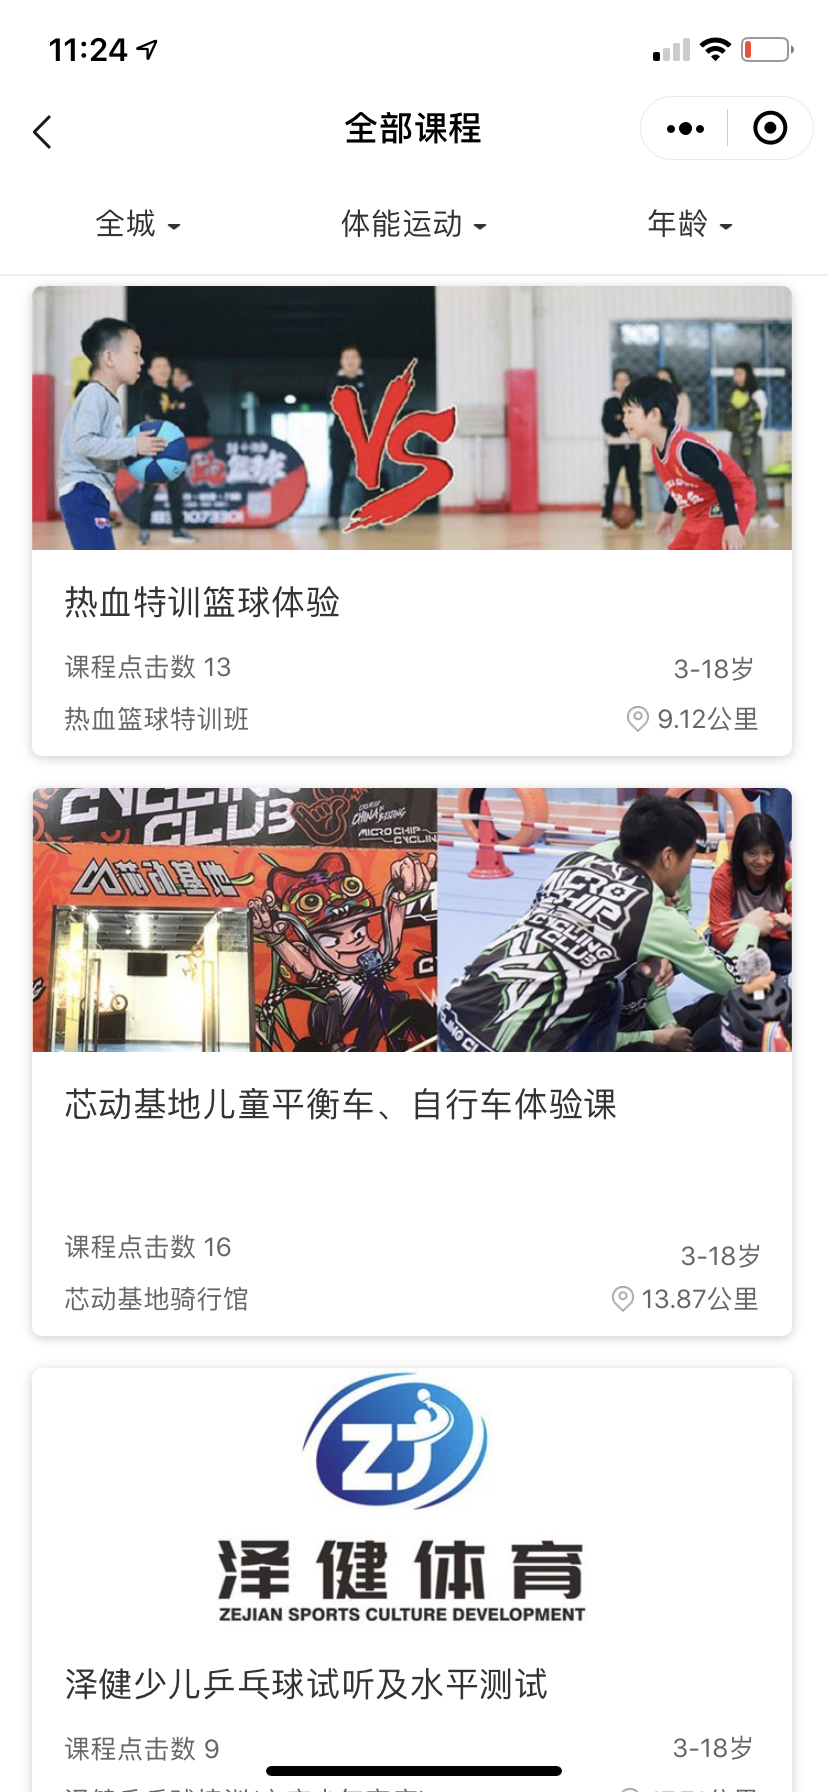 11:24
全部课程
全城
体能运动
年龄
VS
热血特训篮球体验
课程点击数 13
3-18岁
热血篮球特训班
9.12公里
CYCLING
CLUB
MICRO CHIP
CYCLING
芯动基地
MICRO
CHIP
CYCLING
CLUB
芯动基地儿童平衡车、自行车体验课
课程点击数 16
3-18岁
芯动基地骑行馆
13.87公里
ZJ
泽健体育
ZEJIAN SPORTS CULTURE DEVELOPMENT
泽健少儿乒乓球试听及水平测试
课程点击数 9
3-18岁